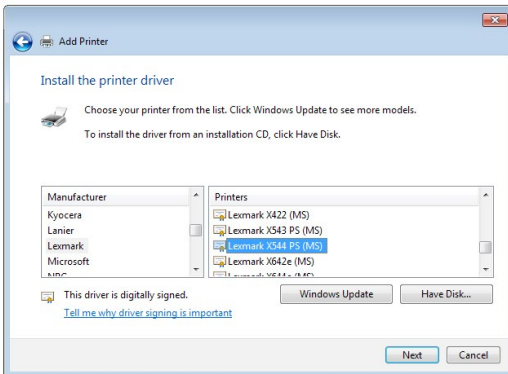 Add Printer
Install the printer driver
Choose your printer from the list. Click Windows Update to see more models.
To install the driver from an installation CD, click Have Disk.
Manufacturer
Kyocera
Lanier
Lexmark
Microsoft
Printers
Lexmark X422 (MS)
Lexmark X543 PS (MS)
Lexmark X544 PS (MS)
Lexmark X642e (MS)
This driver is digitally signed.
Tell me why driver signing is important
Windows Update
Have Disk...
Next
Cancel